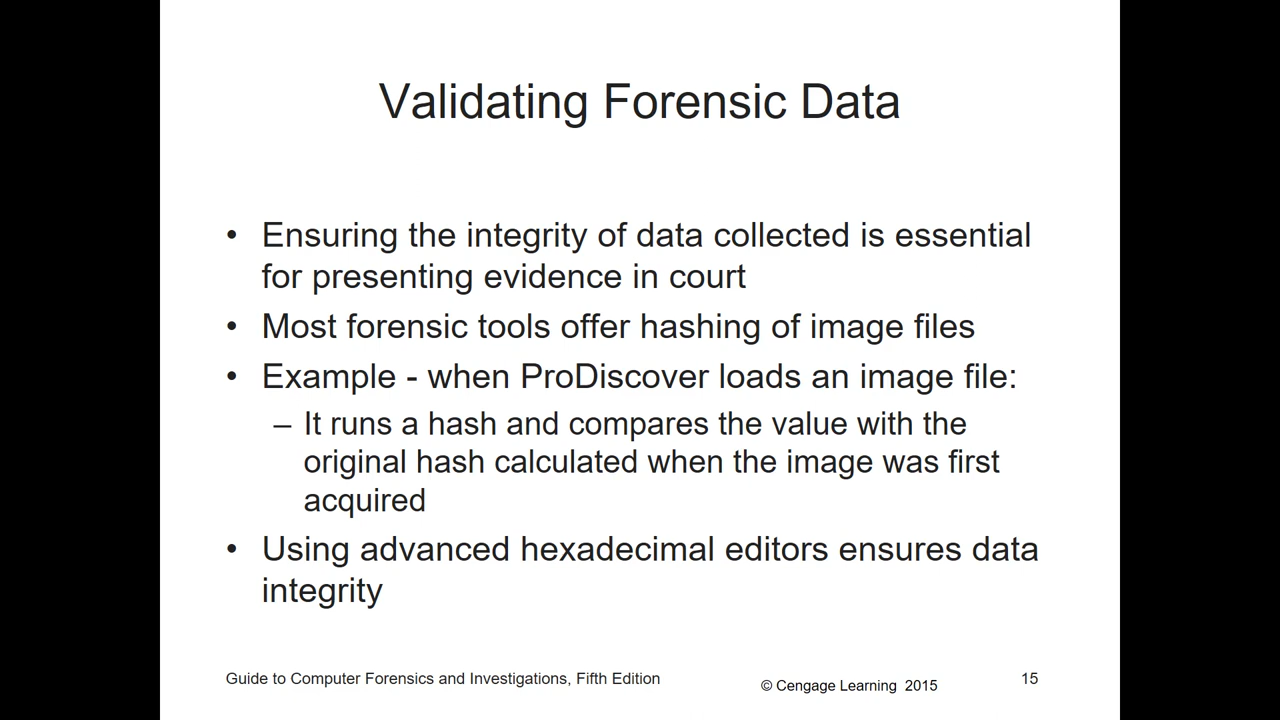 Validating Forensic Data
• Ensuring the integrity of data collected is essential
for presenting evidence in court
• Most forensic tools offer hashing of image files
• Example - when ProDiscover loads an image file:
– It runs a hash and compares the value with the
original hash calculated when the image was first
acquired
• Using advanced hexadecimal editors ensures data
integrity
Guide to Computer Forensics and Investigations, Fifth Edition
© Cengage Learning 2015
15